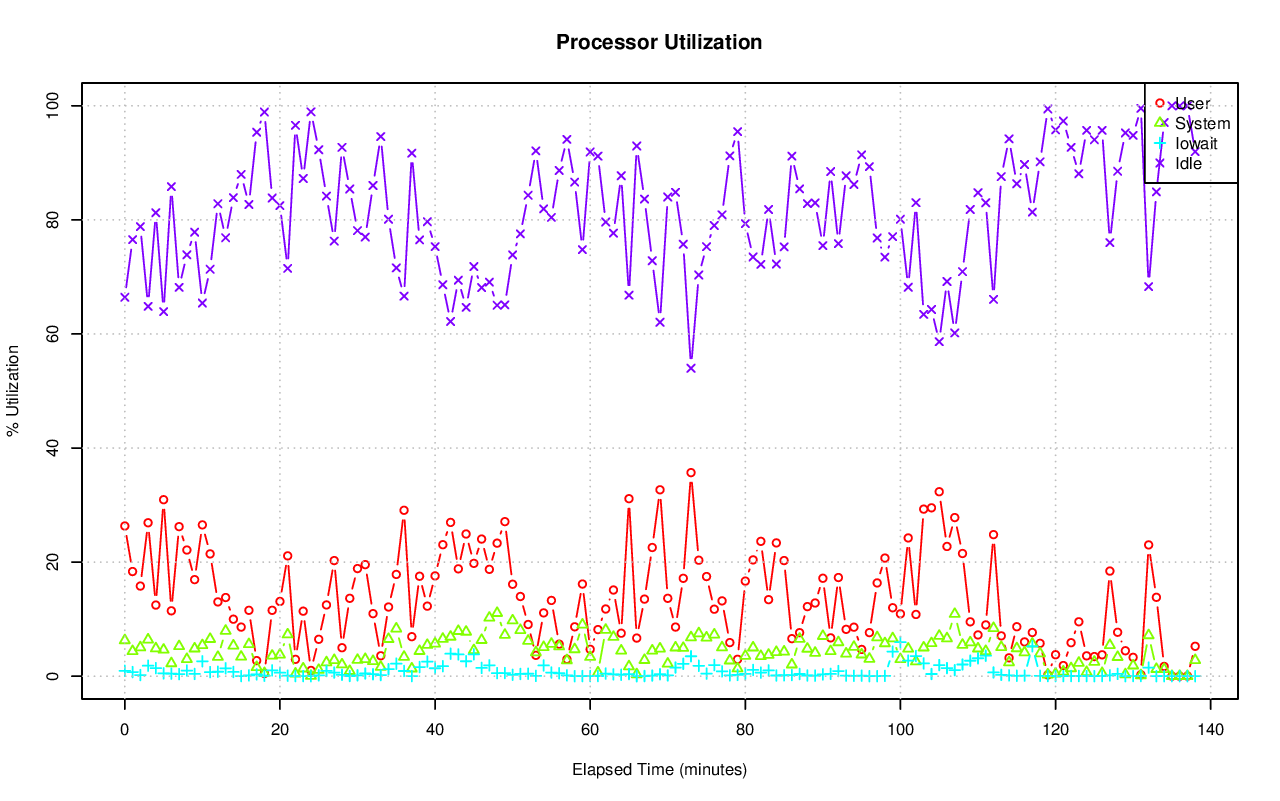 Processor Utilization
% Utilization
100
80
60
40
20
0
User
System
Iowait
Idle
0 20 40 60 80 100 120 140
Elapsed Time (minutes)